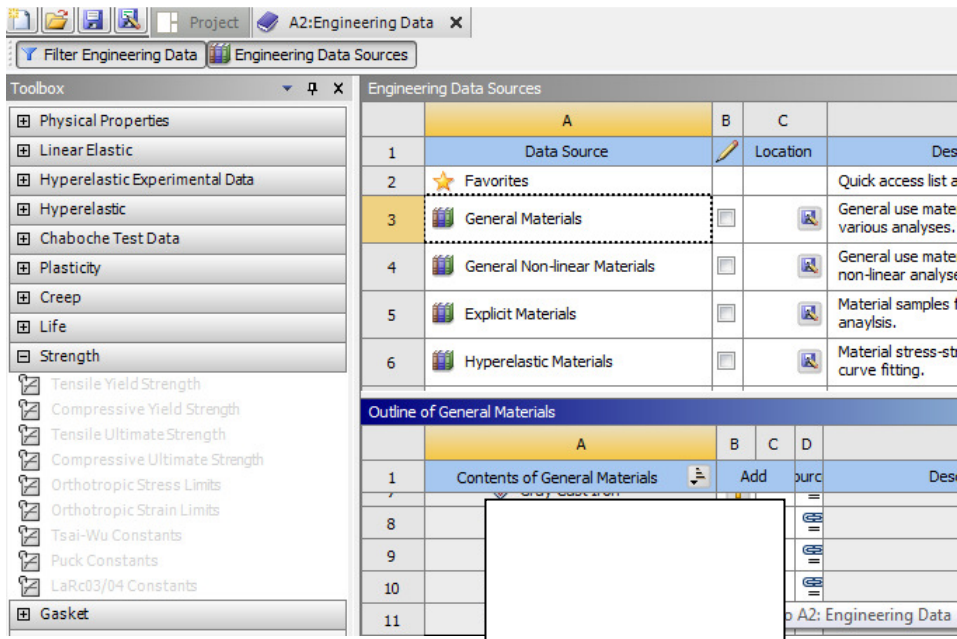 Project A2:Engineering Data
Filter Engineering Data Engineering Data Sources
Toolbox
Physical Properties
Linear Elastic
Hyperelastic Experimental Data
Hyperelastic
Chaboche Test Data
Plasticity
Creep
Life
Strength
Tensile Yield Strength
Compressive Yield Strength
Tensile Ultimate Strength
Compressive Ultimate Strength
Orthotropic Stress Limits
Orthotropic Strain Limits
Tsai-Wu Constants
Puck Constants
LaRc03/04 Constants
Gasket
Engineering Data Sources
A B C
1 Data Source Location Des
2 Favorites Quick access list a
3 General Materials General use mate
various analyses.
4 General Non-linear Materials General use mate
non-linear analyse
5 Explicit Materials Material samples f
anaylsis.
6 Hyperelastic Materials Material stress-str
curve fitting.
Outline of General Materials
A B C D
1 Contents of General Materials Add ourc Desc
Gray Cast Iron
8
9
10
11
o A2: Engineering Data